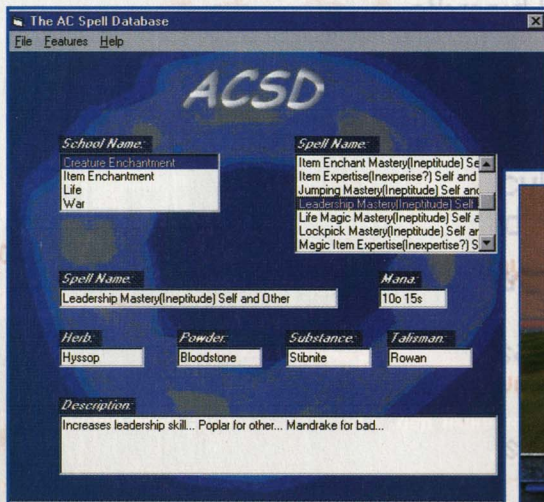 The AC Spell Database
File Features Help
ACSD
School Name:
Creature Enchantment
Item Enchantment
Life
War
Spell Name:
Item Enchant Mastery(Ineptitude) Se
Item Expertise(Inexperise?) Self and
Jumping Mastery(Ineptitude) Self and
Leadership Mastery(Ineptitude) Self
Life Magic Mastery(Ineptitude) Self a
Lockpick Mastery(Ineptitude) Self ar
Magic Item Expertise(Inexpertise?) S
Spell Name:
Leadership Mastery(Ineptitude) Self and Other
Mana:
10o 15s
Herb:
Hyssop
Powder:
Bloodstone
Substance:
Stibnite
Talisman:
Rowan
Description:
Increases leadership skill... Poplar for other... Mandrake for bad...